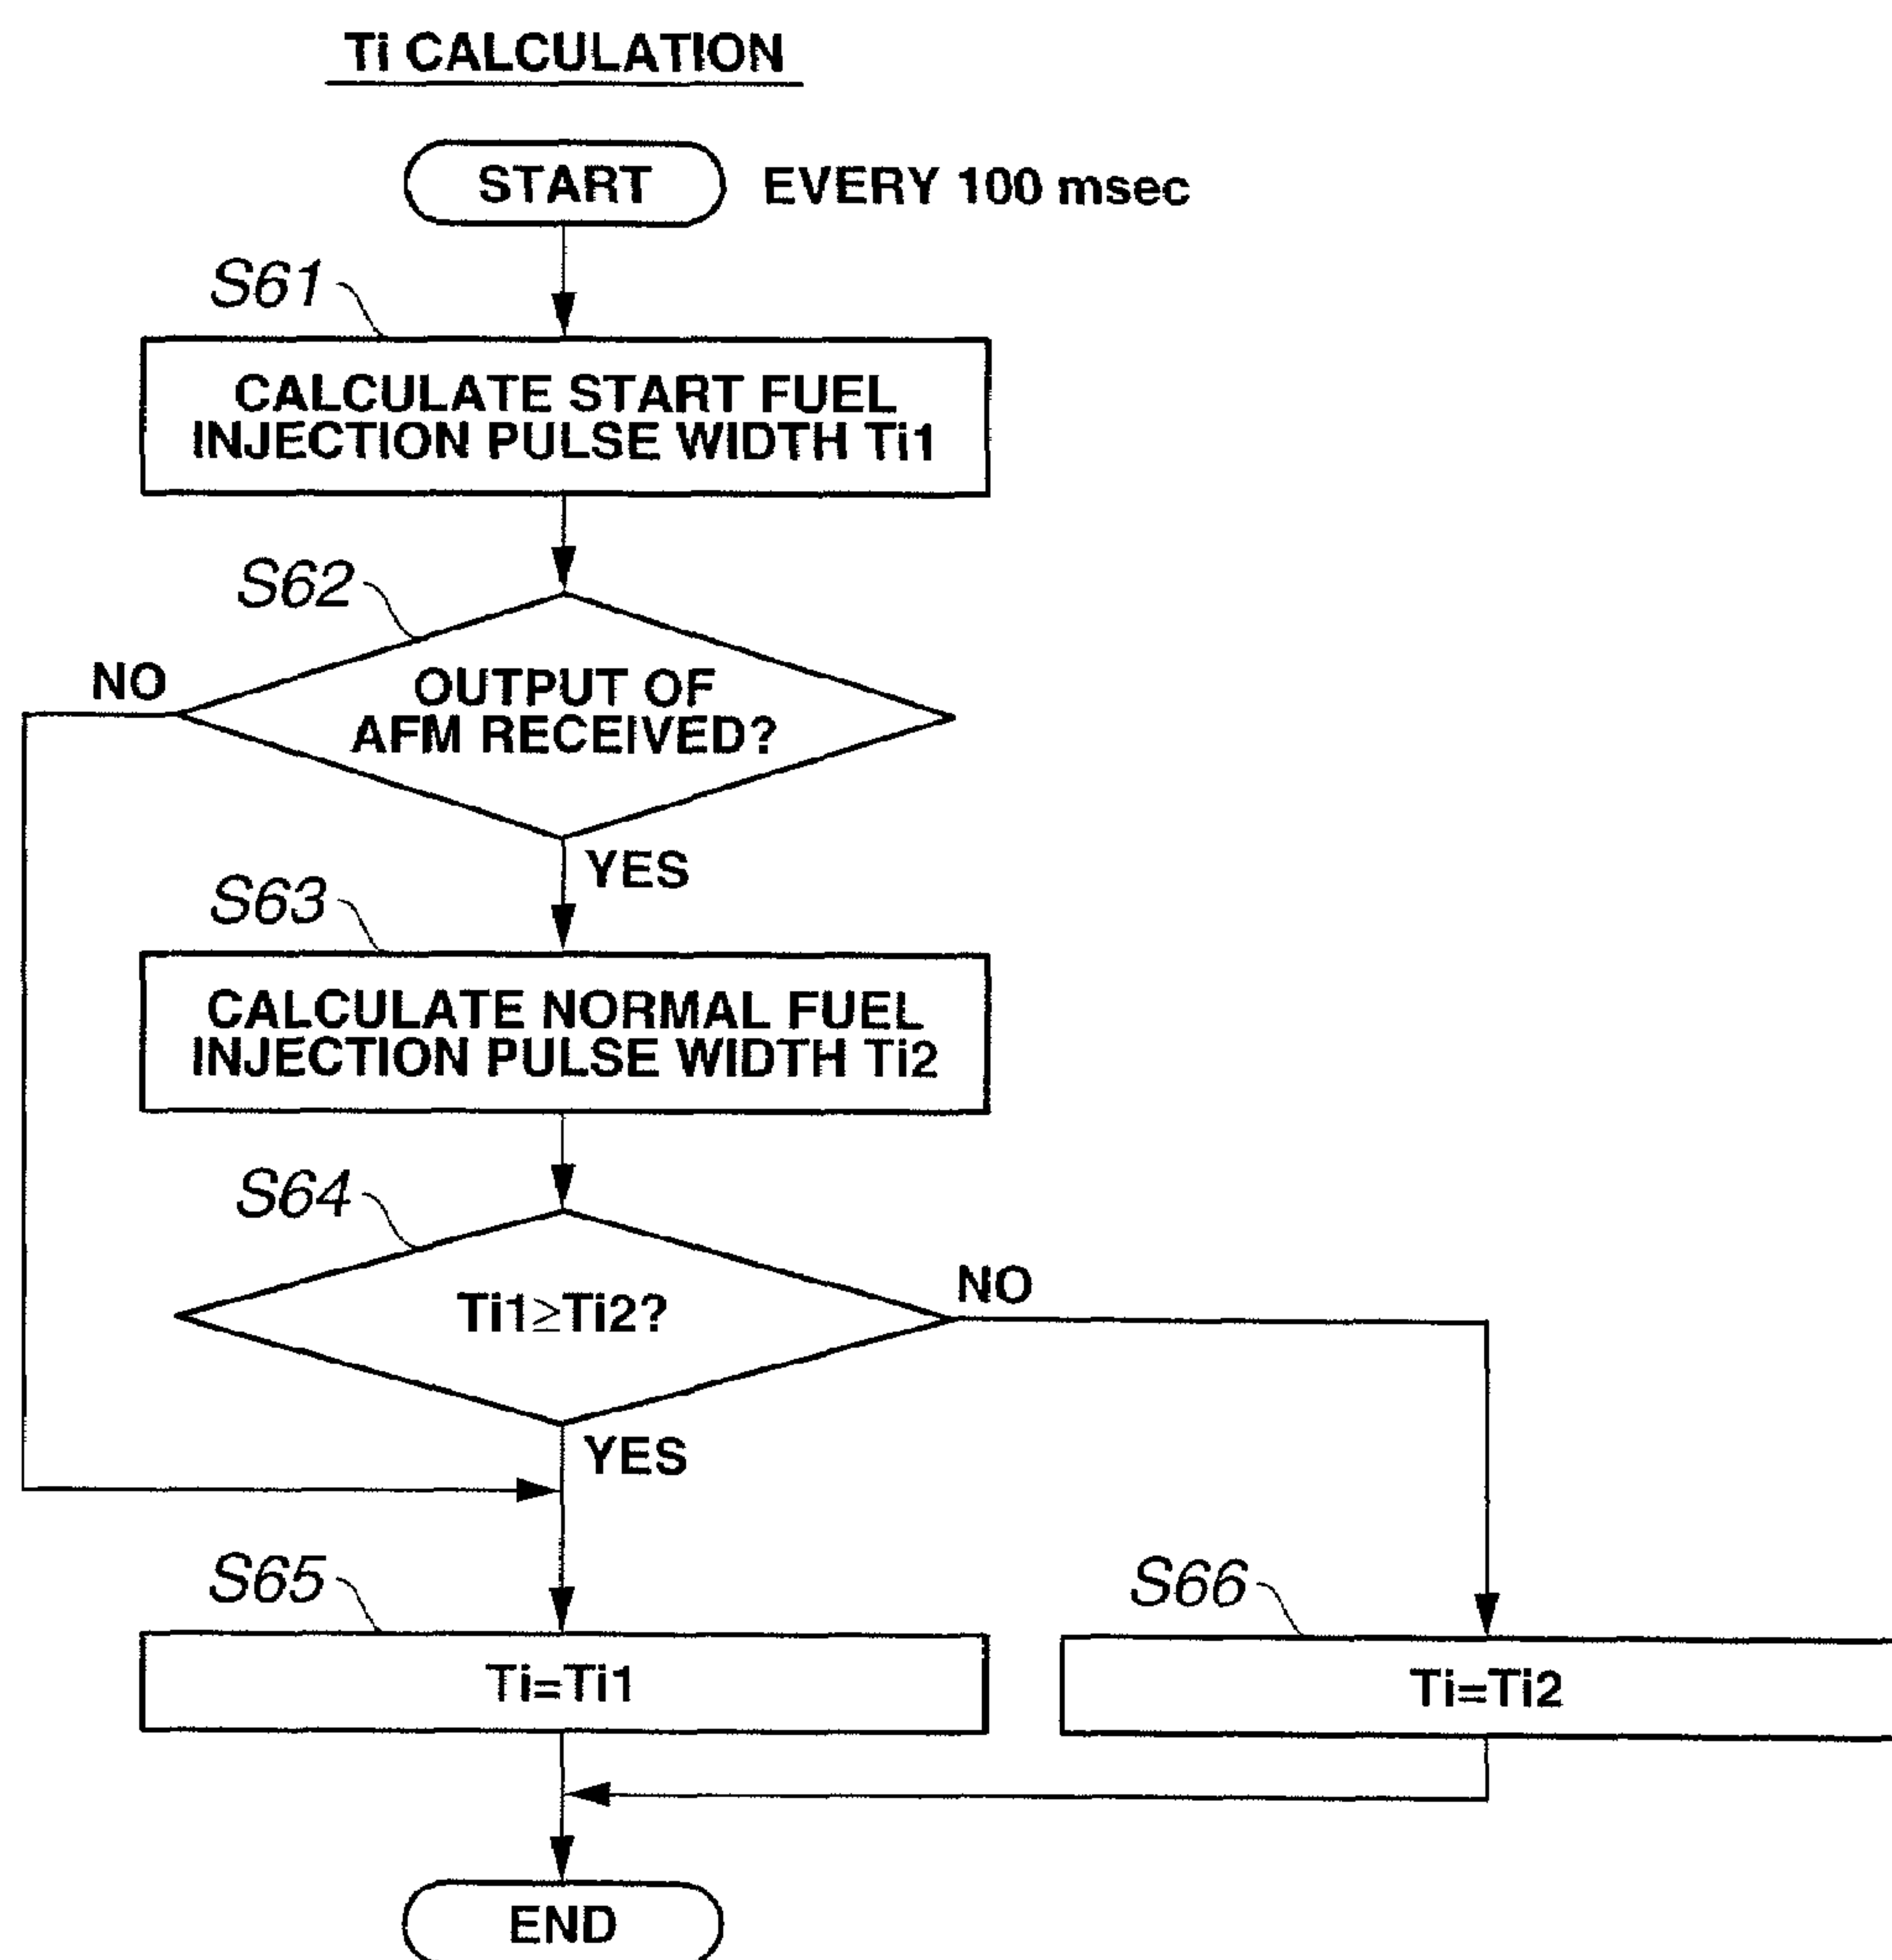 Ti CALCULATION
START
EVERY 100 msec
S61
CALCULATE START FUEL
INJECTION PULSE WIDTH Ti1
S62
NO
OUTPUT OF
AFM RECEIVED?
YES
S63
CALCULATE NORMAL FUEL
INJECTION PULSE WIDTH Ti2
S64
Ti1≥Ti2?
NO
YES
S65
Ti=Ti1
S66
Ti=Ti2
END